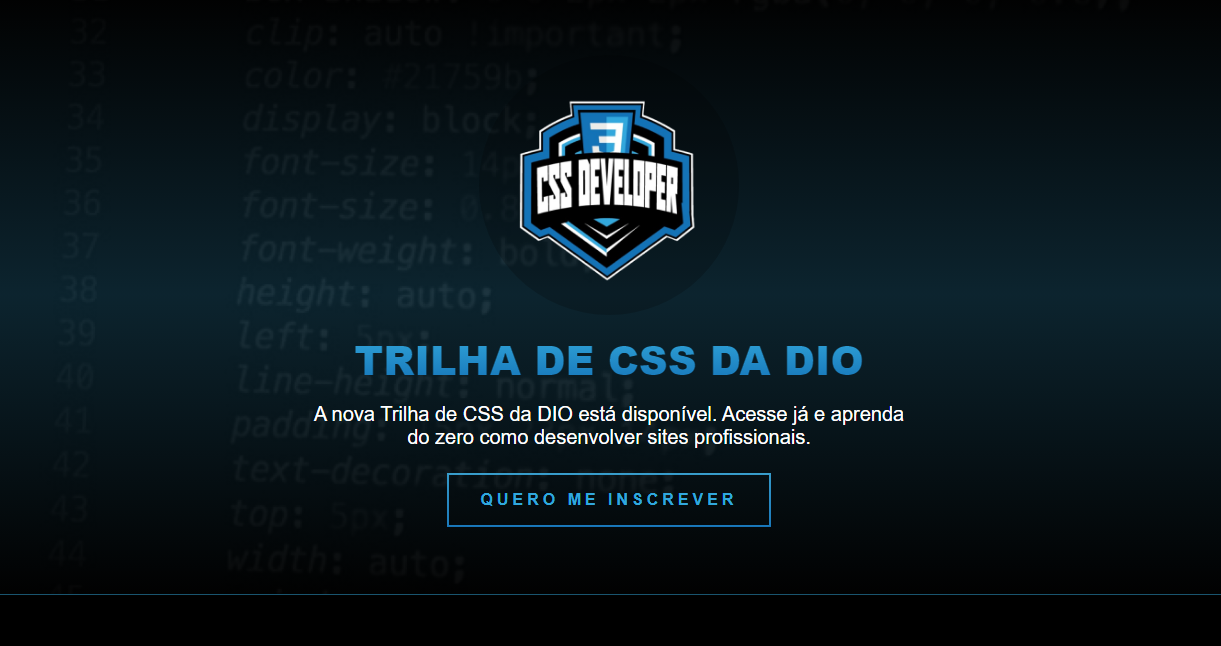 32 clip: auto !important;
33 color: #21759b;
34 display: block;
35 font-size: 14
36 font-size: 0.8
37 font-weight: bold;
38 height: auto;
39 left: 5px;
40 line-height: normal;
41 padding:
42 text-decoration: none;
43 top: 5px;
44 width: auto;
3
CSS DEVELOPER
TRILHA DE CSS DA DIO
A nova Trilha de CSS da DIO está disponível. Acesse já e aprenda
do zero como desenvolver sites profissionais.
QUERO ME INSCREVER